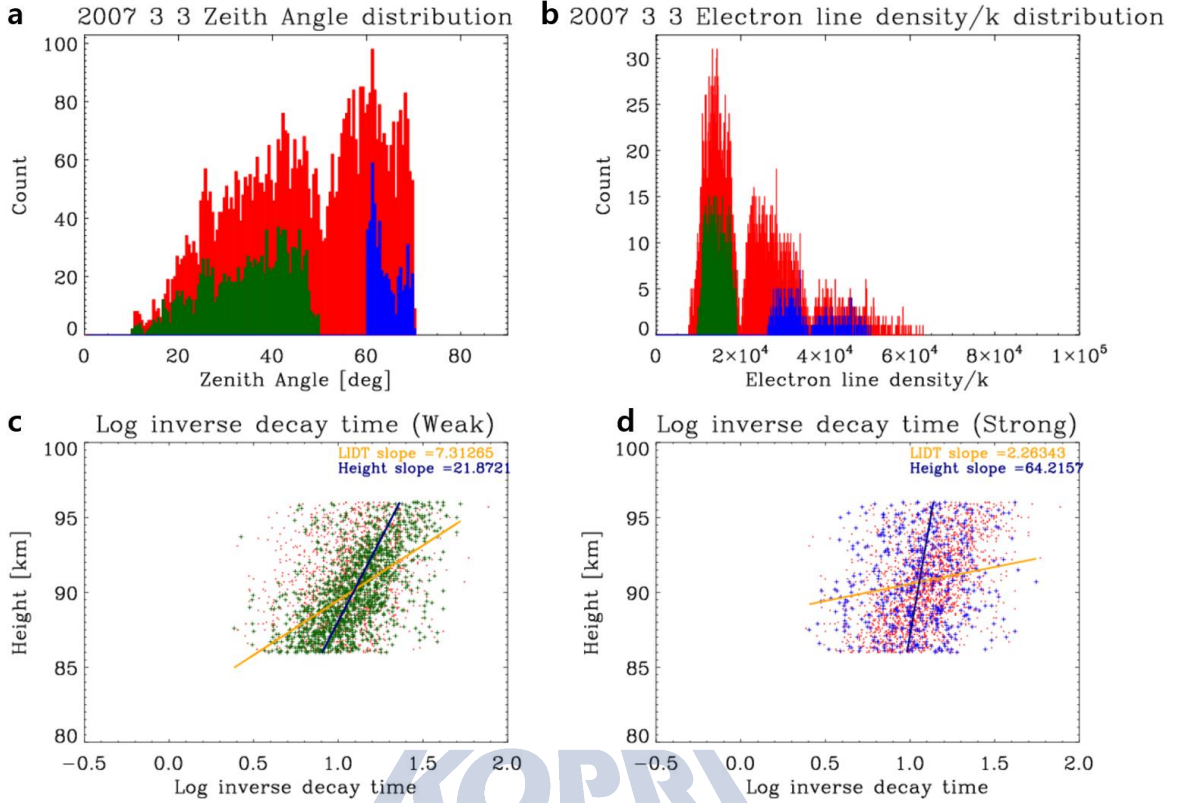 a 2007 3 3 Zeith Angle distribution
100
80
60
40
20
0
Count
0 20 40 60 80
Zenith Angle [deg]
b 2007 3 3 Electron line density/k distribution
30
25
20
15
10
5
0
Count
0 2×10⁴ 4×10⁴ 6×10⁴ 8×10⁴ 1×10⁵
Electron line density/k
c Log inverse decay time (Weak)
LIDT slope =7.31265
Height slope =21.8721
100
95
90
85
80
Height [km]
−0.5 0.0 0.5 1.0 1.5 2.0
Log inverse decay time
d Log inverse decay time (Strong)
LIDT slope =2.26343
Height slope =64.2157
100
95
90
85
80
Height [km]
−0.5 0.0 0.5 1.0 1.5 2.0
Log inverse decay time
KOPRI